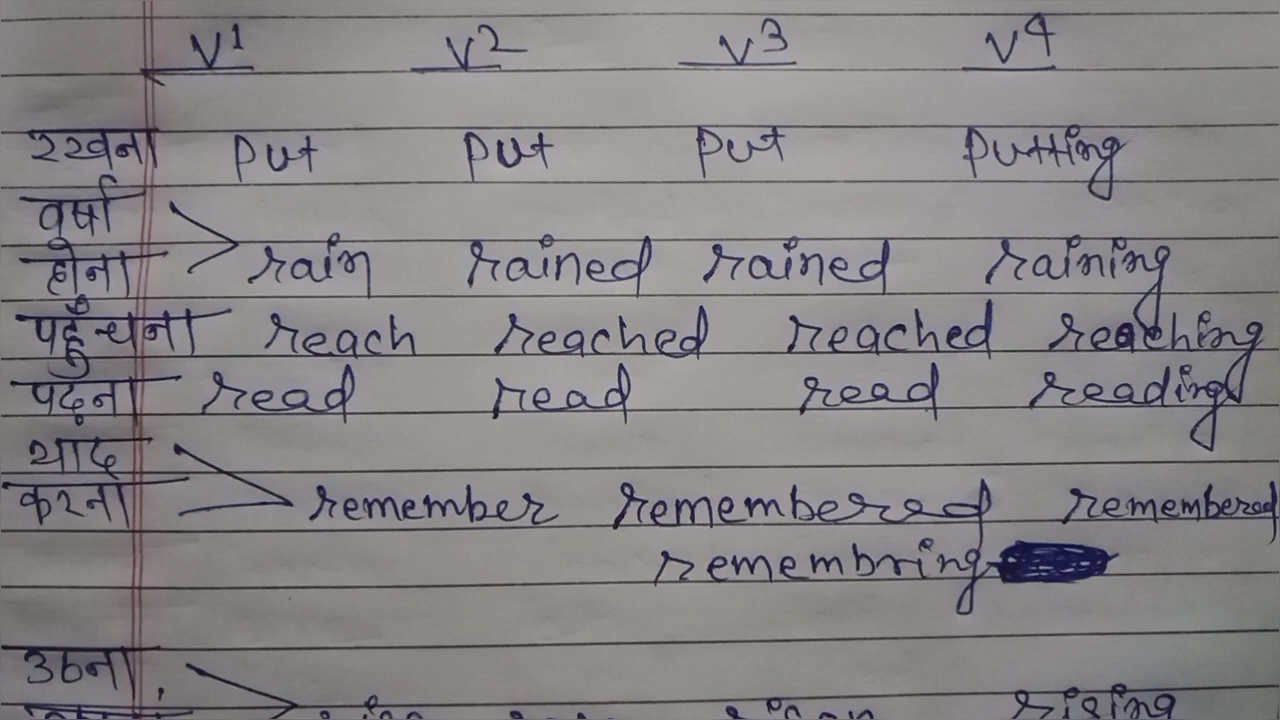 V1 V2 V3 V4
रखना Put Put Put Putting
वर्षा
होना rain rained rained raining
पहुँचना reach reached reached reaching
पढ़ना read read read reading
याद
करना remember remembered remembered
remembring
उठना
rising